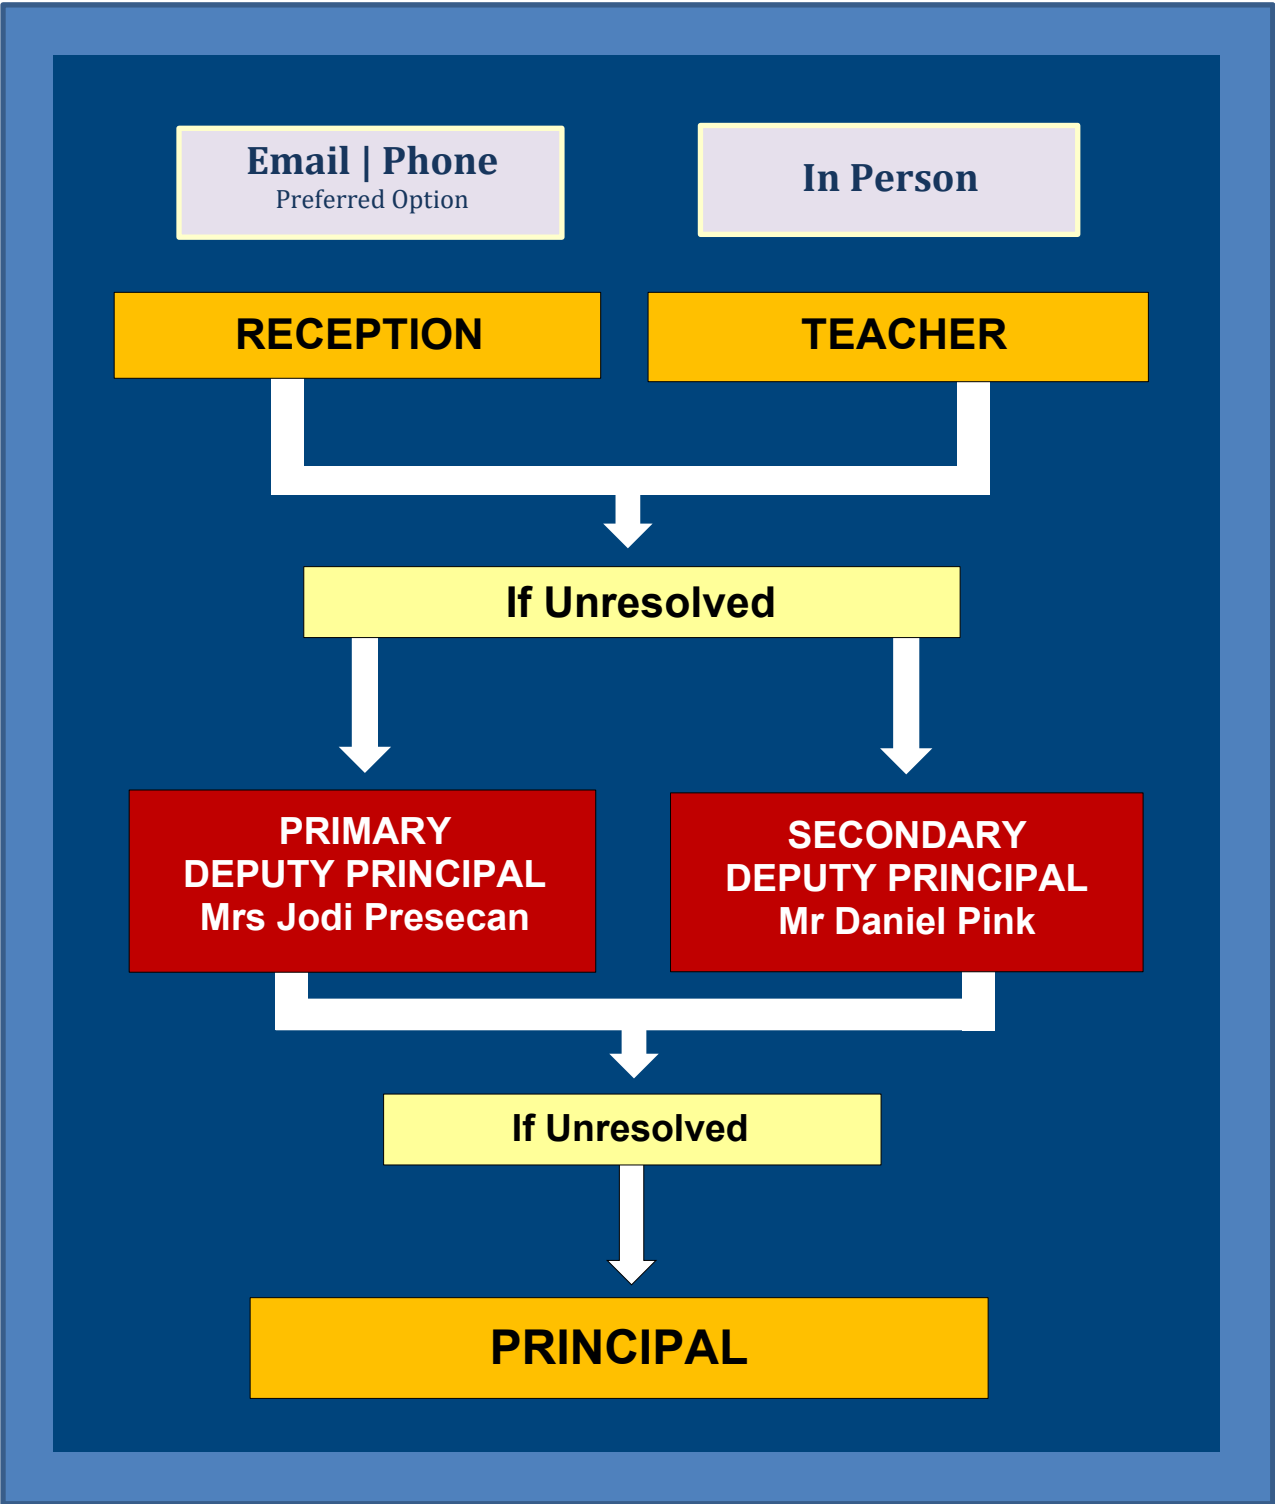 Email | Phone
Preferred Option
In Person
RECEPTION
TEACHER
If Unresolved
PRIMARY
DEPUTY PRINCIPAL
Mrs Jodi Presecan
SECONDARY
DEPUTY PRINCIPAL
Mr Daniel Pink
If Unresolved
PRINCIPAL